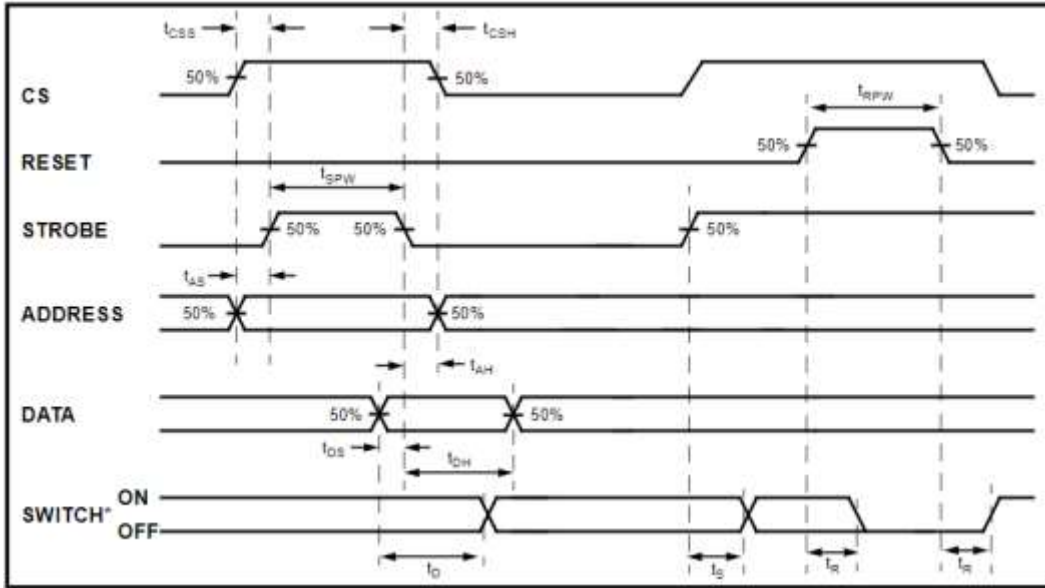 tCSS tCSH
50% 50%
CS
tRPW
50% 50%
RESET
tSPW
50% 50% 50%
STROBE
tAS
50% 50%
ADDRESS
tAH
50% 50%
DATA
tDS
tDH
ON
SWITCH*
OFF
tD tS tR tR